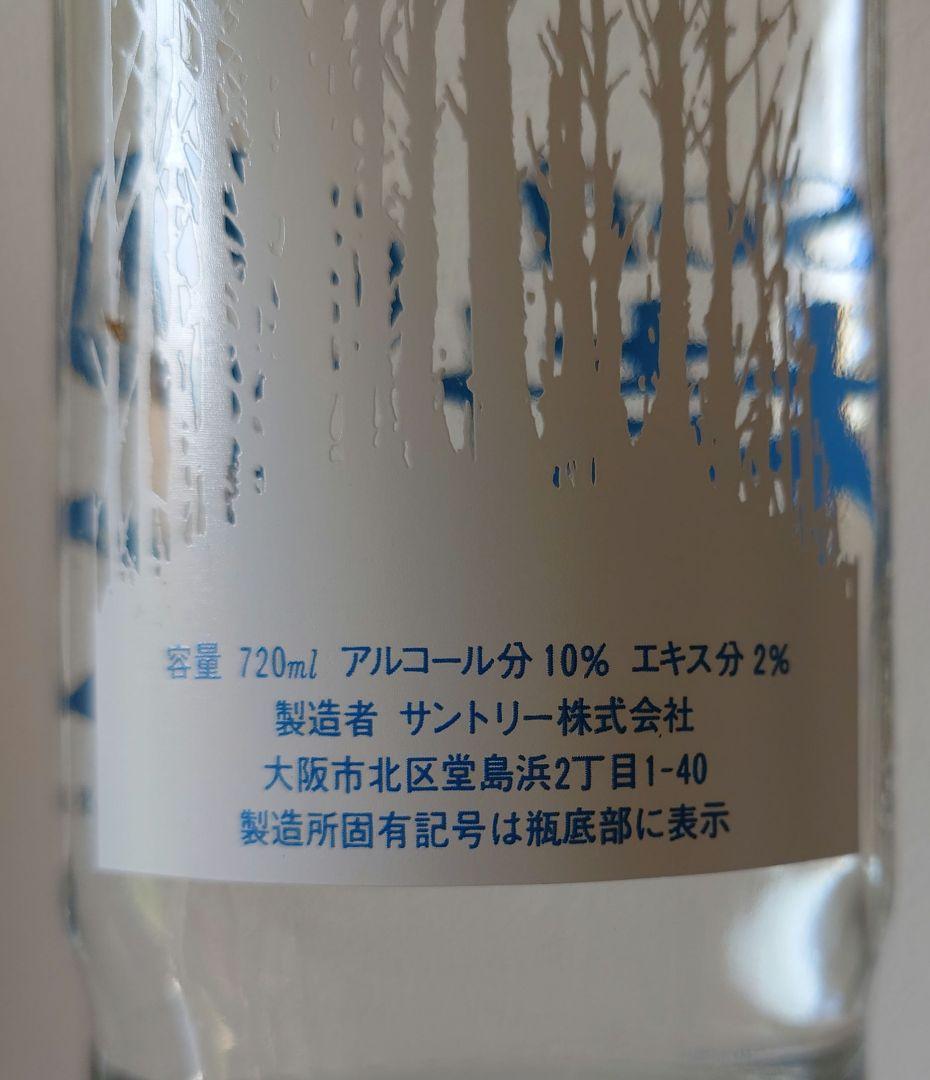 容量 720ml アルコール分10% エキス分2%
製造者 サントリー株式会社
大阪市北区堂島浜2丁目1-40
製造所固有記号は瓶底部に表示